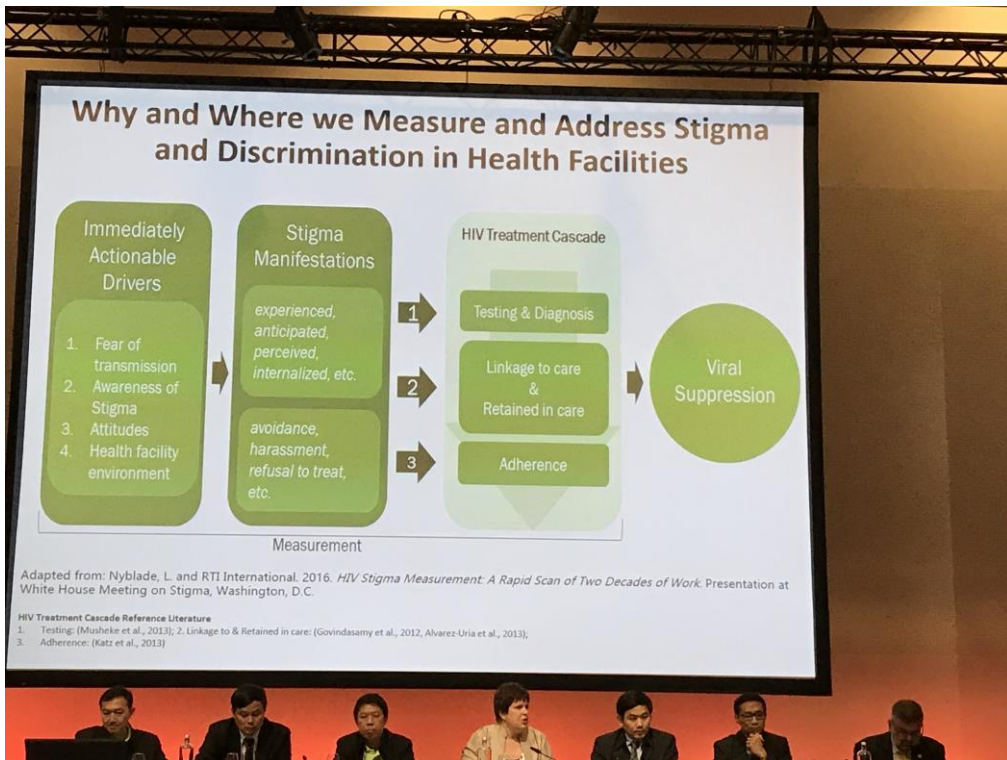 Why and Where we Measure and Address Stigma
and Discrimination in Health Facilities
Immediately
Actionable
Drivers
1. Fear of
transmission
2. Awareness of
Stigma
3. Attitudes
4. Health facility
environment
Stigma
Manifestations
experienced,
anticipated,
perceived,
internalized, etc.
avoidance,
harassment,
refusal to treat,
etc.
1
2
3
HIV Treatment Cascade
Testing & Diagnosis
Linkage to care
&
Retained in care
Adherence
Viral
Suppression
Measurement
Adapted from: Nyblade, L. and RTI International. 2016. HIV Stigma Measurement: A Rapid Scan of Two Decades of Work. Presentation at
White House Meeting on Stigma, Washington, D.C.
HIV Treatment Cascade Reference Literature
1. Testing: (Musheke et al., 2013); 2. Linkage to & Retained in care: (Govindasamy et al., 2012, Alvarez-Uria et al., 2013);
3. Adherence: (Katz et al., 2013)